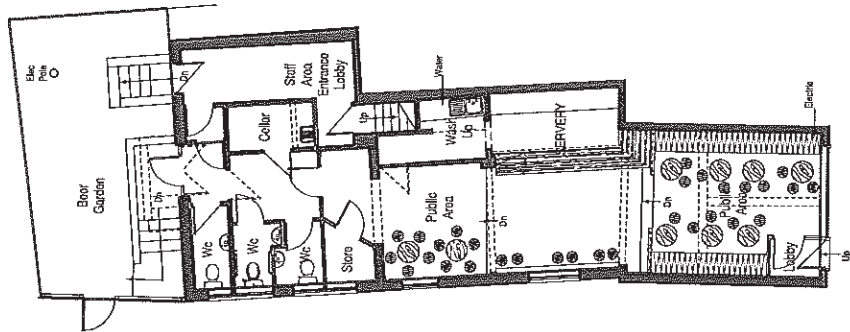 Elec
Pole
Beer
Garden
Dn
Dn
Staff
Area
Entrance
Lobby
Cellar
Up
Water
Wash
Up
SERVERY
Wc
Wc
Wc
Store
Public
Area
Dn
Dn
Public
Area
Lobby
Electric
Up